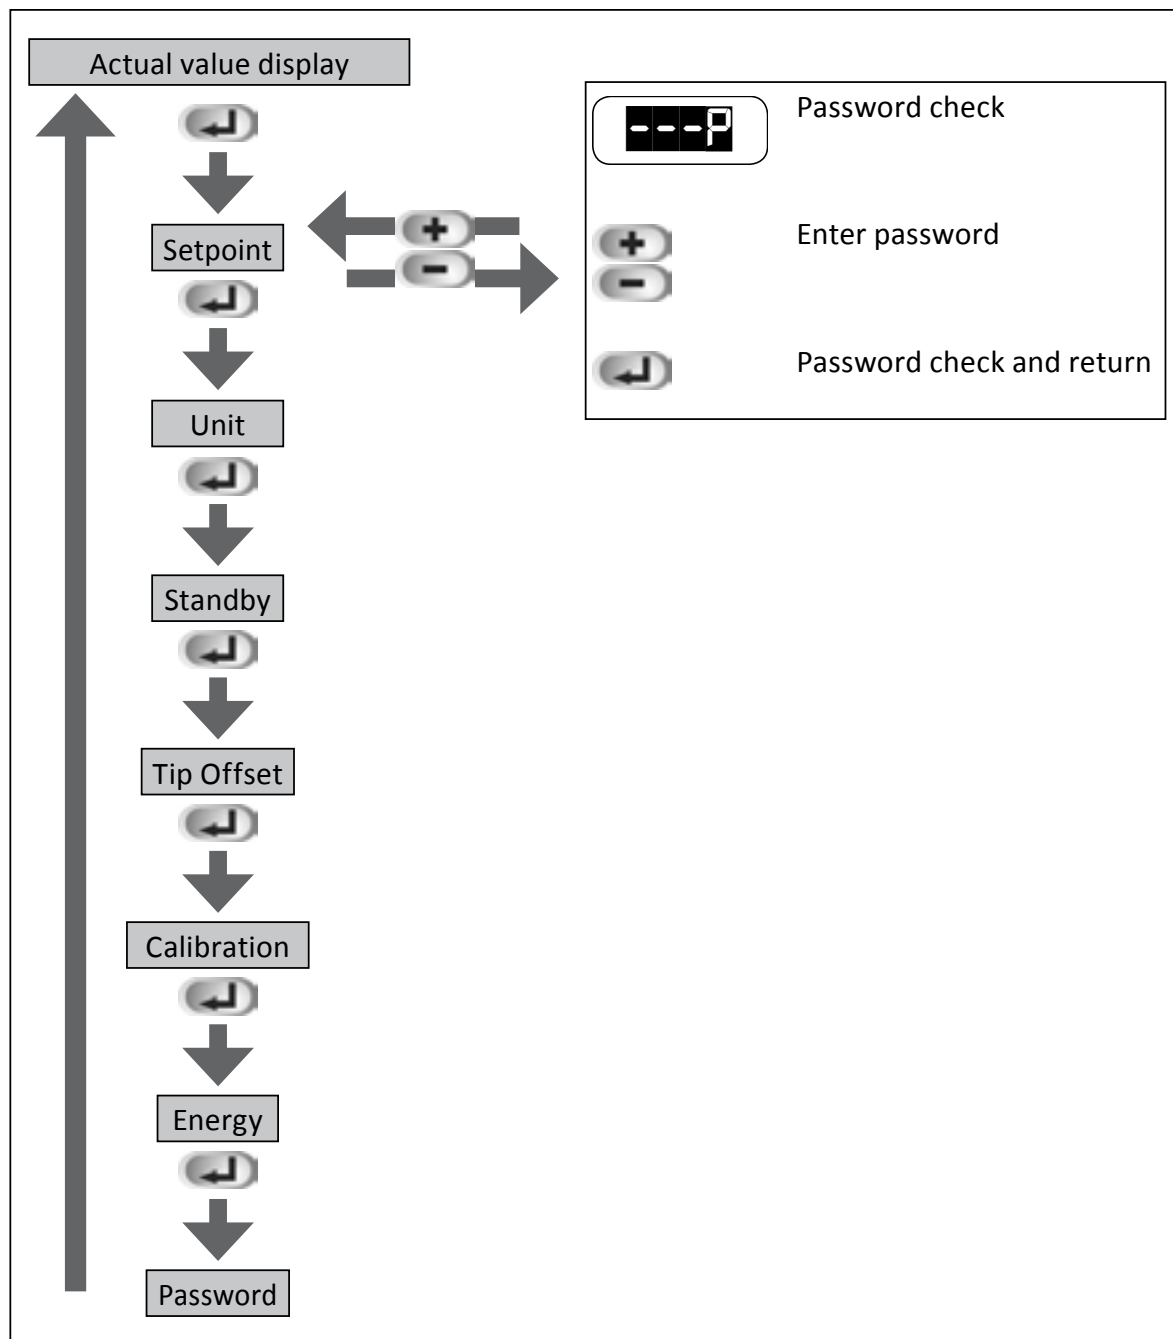 Actual value display
---P
Password check
Setpoint
+
-
+
-
Enter password
Password check and return
Unit
Standby
Tip Offset
Calibration
Energy
Password